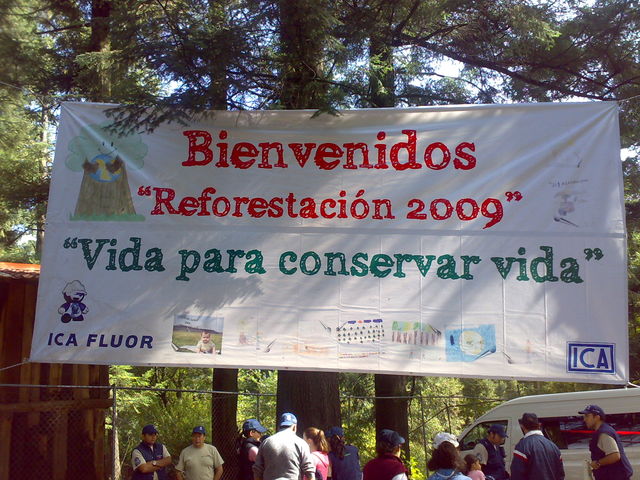 Bienvenidos
"Reforestación 2009"
"Vida para conservar vida"
ICA FLUOR
ICA